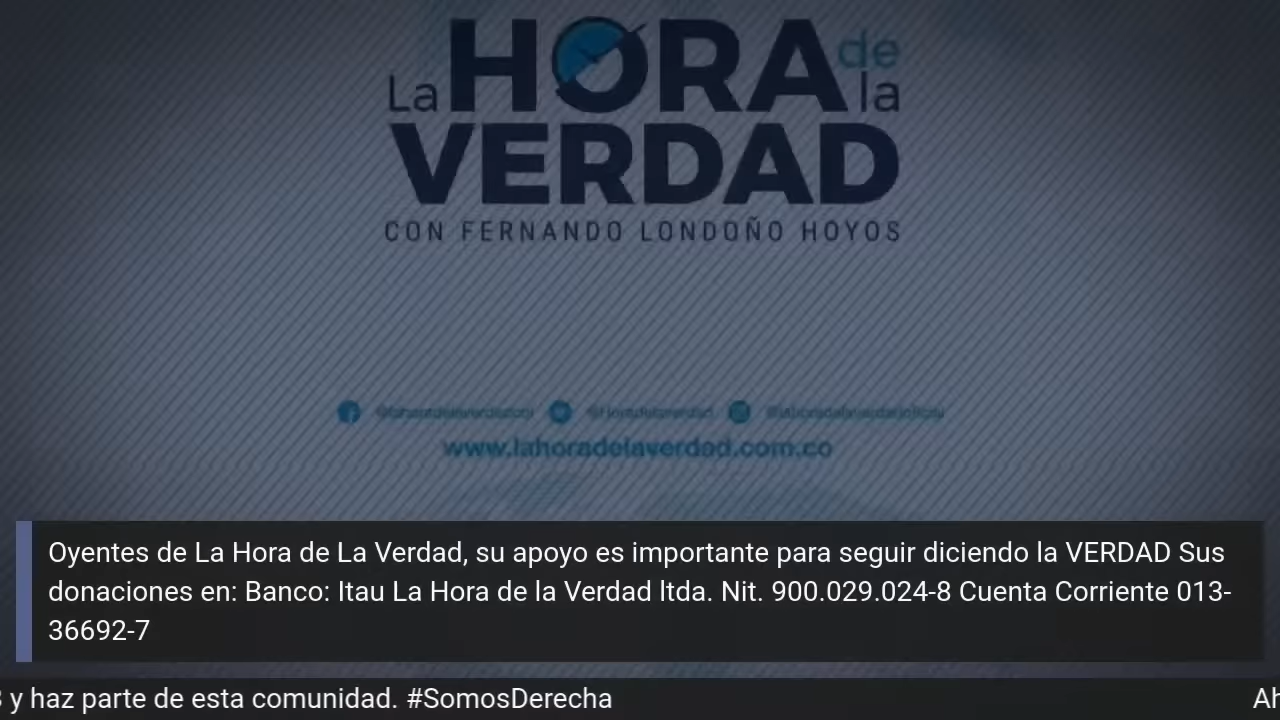 La HORA de la
VERDAD
CON FERNANDO LONDOÑO HOYOS
@Horadelaverdad
www.lahoradelaverdad.com.co
Oyentes de La Hora de La Verdad, su apoyo es importante para seguir diciendo la VERDAD Sus
donaciones en: Banco: Itau La Hora de la Verdad ltda. Nit. 900.029.024-8 Cuenta Corriente 013-
36692-7
y haz parte de esta comunidad. #SomosDerecha